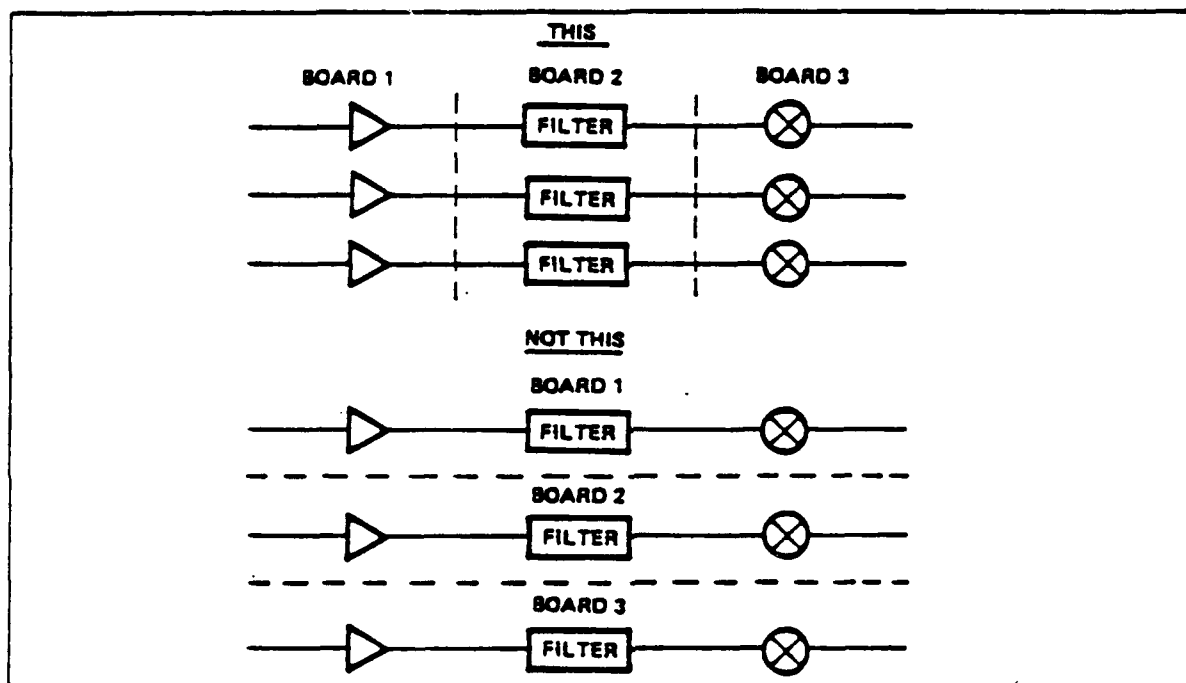 THIS
BOARD 1 BOARD 2 BOARD 3
FILTER
FILTER
FILTER
NOT THIS
BOARD 1
FILTER
BOARD 2
FILTER
BOARD 3
FILTER